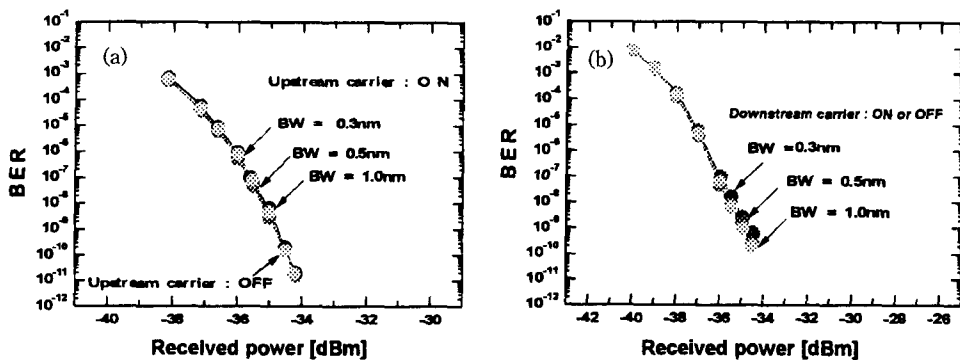 10⁻¹
10⁻²
10⁻³
10⁻⁴
10⁻⁵
10⁻⁶
10⁻⁷
10⁻⁸
10⁻⁹
10⁻¹⁰
10⁻¹¹
10⁻¹²
BER
(a)
Upstream carrier : O N
BW = 0.3nm
BW = 0.5nm
BW = 1.0nm
Upstream carrier : OFF
-40 -38 -36 -34 -32 -30
Received power [dBm]
10⁻¹
10⁻²
10⁻³
10⁻⁴
10⁻⁵
10⁻⁶
10⁻⁷
10⁻⁸
10⁻⁹
10⁻¹⁰
10⁻¹¹
10⁻¹²
BER
(b)
Downstream carrier : ON or OFF
BW =0.3nm
BW = 0.5nm
BW = 1.0nm
-42 -40 -38 -36 -34 -32 -30 -28 -26
Received power [dBm]